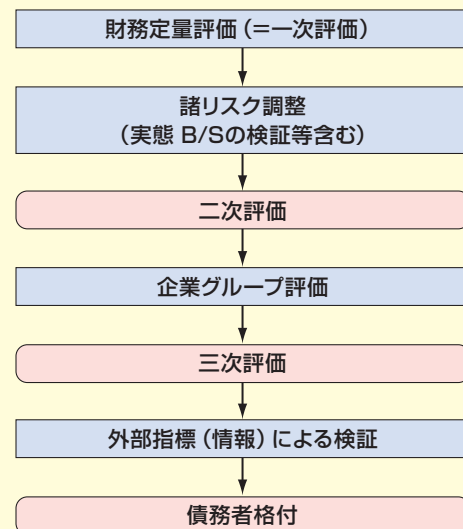 財務定量評価（＝一次評価）
諸リスク調整
（実態 B/Sの検証等含む）
二次評価
企業グループ評価
三次評価
外部指標（情報）による検証
債務者格付